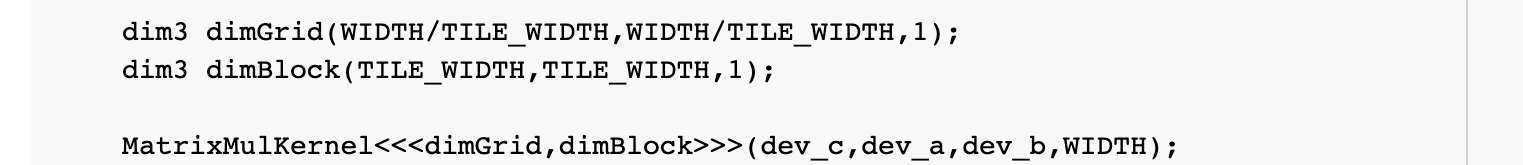 dim3 dimGrid(WIDTH/TILE_WIDTH,WIDTH/TILE_WIDTH,1);
dim3 dimBlock(TILE_WIDTH,TILE_WIDTH,1);
MatrixMulKernel<<<dimGrid,dimBlock>>>(dev_c,dev_a,dev_b,WIDTH);